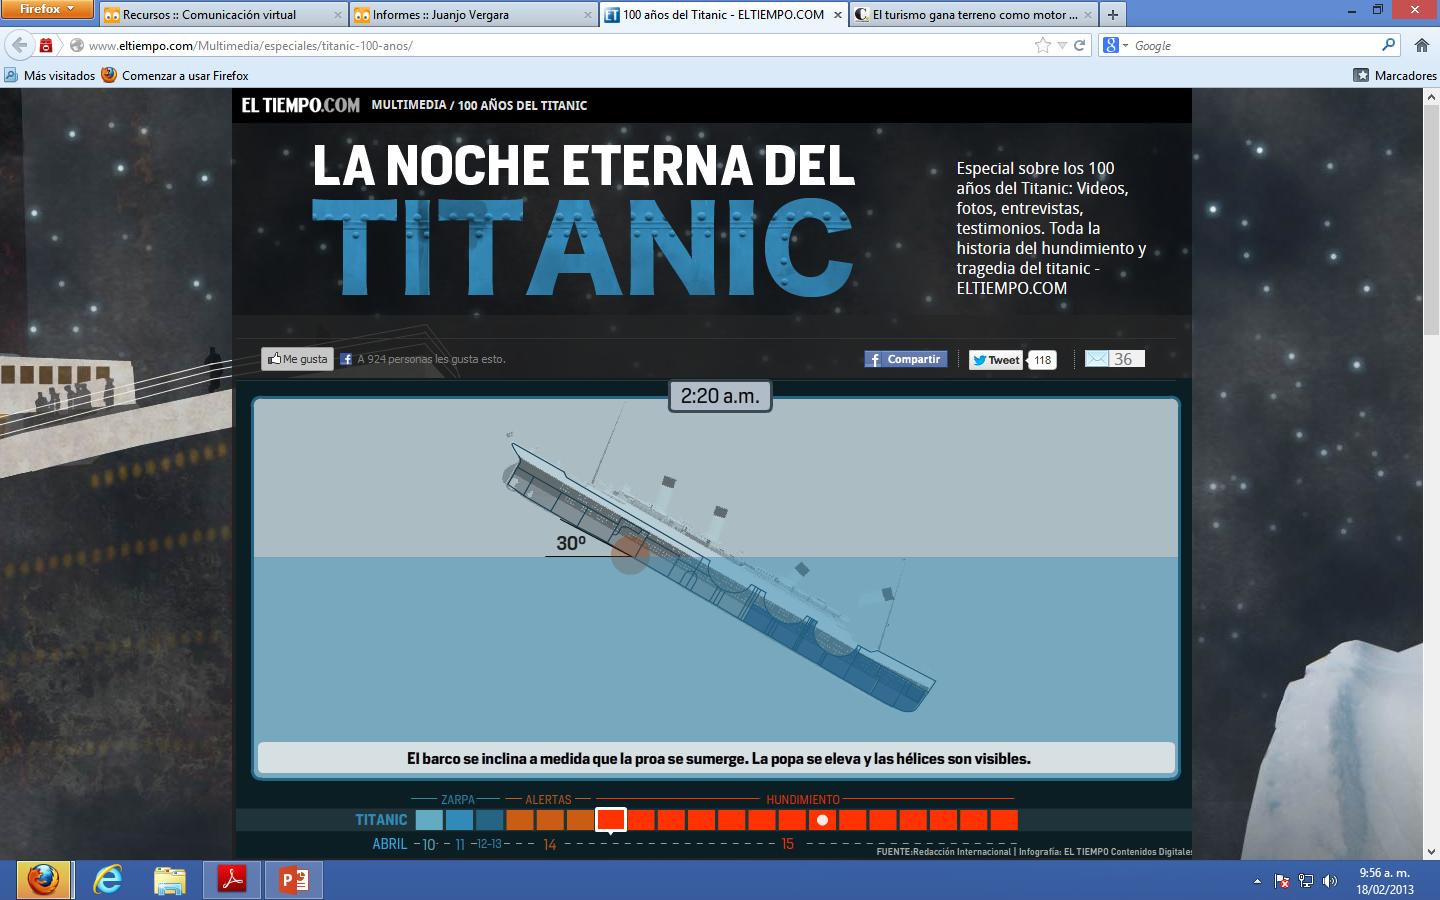 Firefox
Recursos :: Comunicación virtual
Informes :: Juanjo Vergara
100 años del Titanic - ELTIEMPO.COM
El turismo gana terreno como motor ...
www.eltiempo.com/Multimedia/especiales/titanic-100-anos/
Google
Más visitados
Comenzar a usar Firefox
Marcadores
EL TIEMPO.COM
MULTIMEDIA / 100 AÑOS DEL TITANIC
LA NOCHE ETERNA DEL
TITANIC
Especial sobre los 100
años del Titanic: Videos,
fotos, entrevistas,
testimonios. Toda la
historia del hundimiento y
tragedia del titanic -
ELTIEMPO.COM
Me gusta
A 924 personas les gusta esto.
Compartir
Tweet
118
36
2:20 a.m.
30º
El barco se inclina a medida que la proa se sumerge. La popa se eleva y las hélices son visibles.
ZARPA
ALERTAS
HUNDIMIENTO
TITANIC
ABRIL
10
11
12-13
14
15
FUENTE:Redacción Internacional | Infografía: EL TIEMPO Contenidos Digitales
9:56 a. m.
18/02/2013